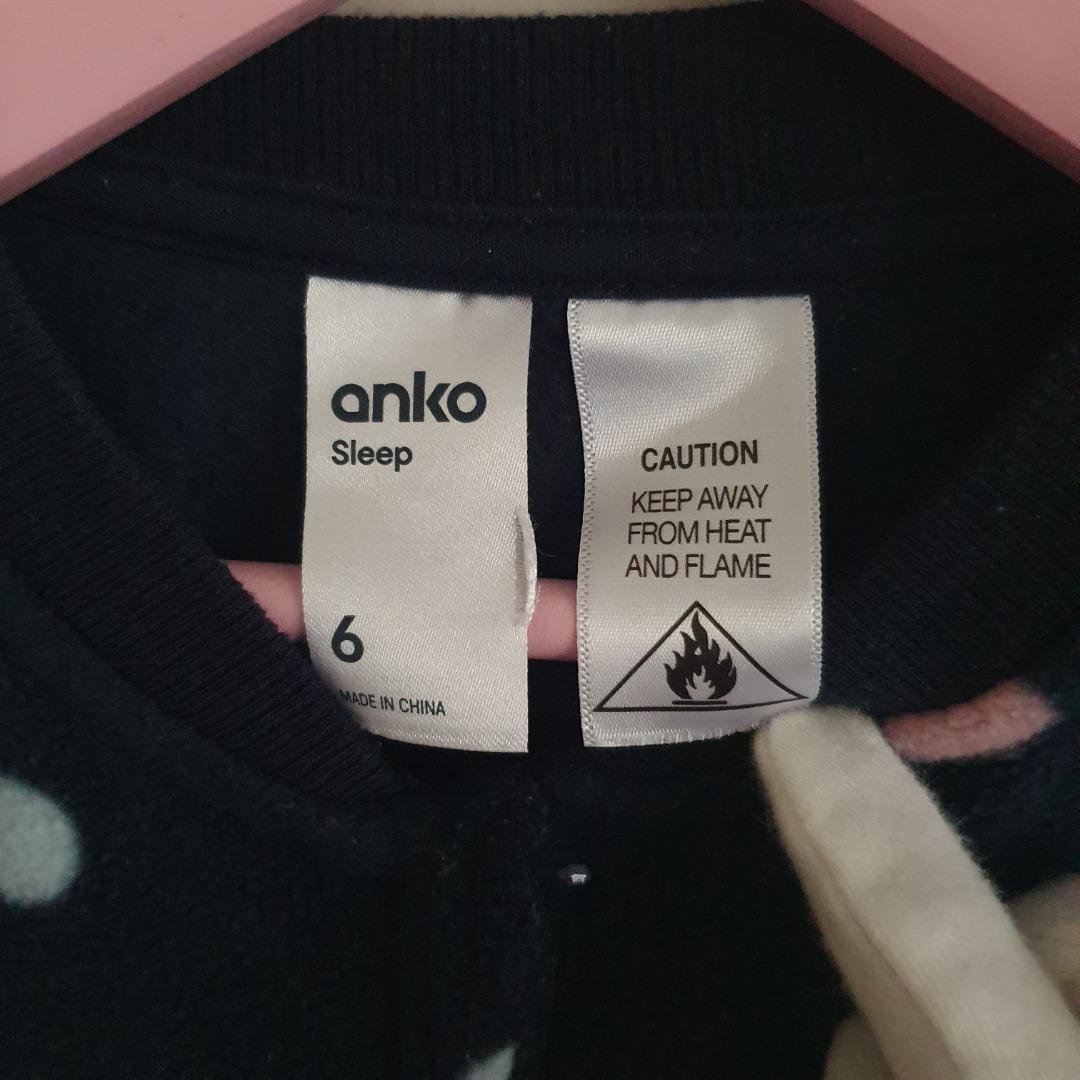 anko
Sleep
6
MADE IN CHINA
CAUTION
KEEP AWAY
FROM HEAT
AND FLAME